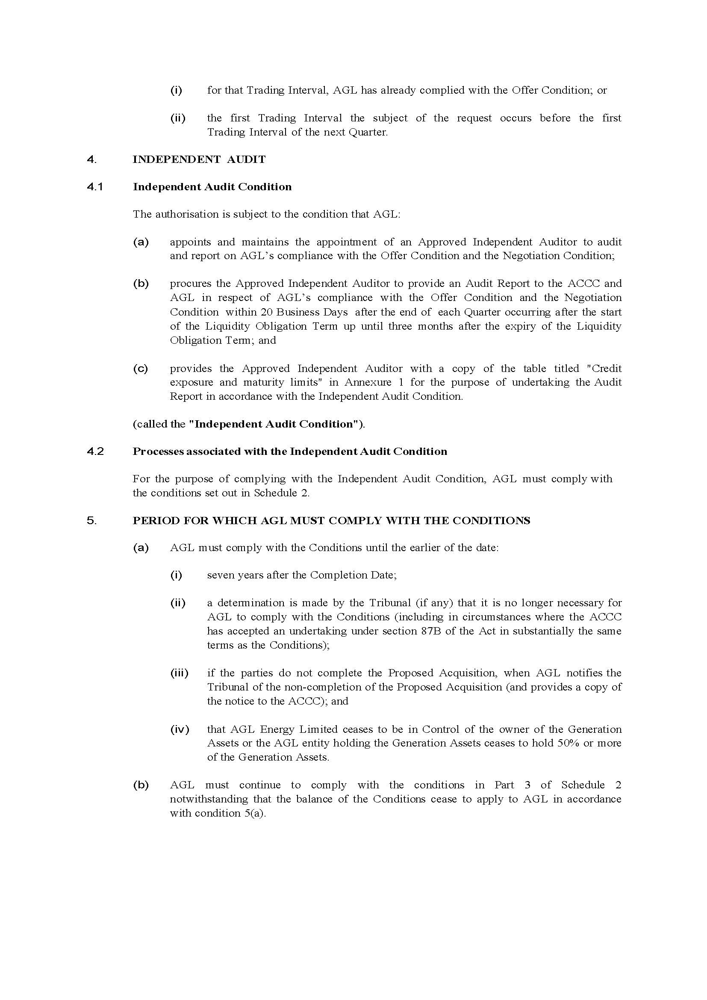 (i) for that Trading Interval, AGL has already complied with the Offer Condition; or
(ii) the first Trading Interval the subject of the request occurs before the first
Trading Interval of the next Quarter.
4. INDEPENDENT AUDIT
4.1 Independent Audit Condition
The authorisation is subject to the condition that AGL:
(a) appoints and maintains the appointment of an Approved Independent Auditor to audit
and report on AGL's compliance with the Offer Condition and the Negotiation Condition;
(b) procures the Approved Independent Auditor to provide an Audit Report to the ACCC and
AGL in respect of AGL's compliance with the Offer Condition and the Negotiation
Condition within 20 Business Days after the end of each Quarter occurring after the start
of the Liquidity Obligation Term up until three months after the expiry of the Liquidity
Obligation Term; and
(c) provides the Approved Independent Auditor with a copy of the table titled "Credit
exposure and maturity limits" in Annexure 1 for the purpose of undertaking the Audit
Report in accordance with the Independent Audit Condition.
(called the "Independent Audit Condition").
4.2 Processes associated with the Independent Audit Condition
For the purpose of complying with the Independent Audit Condition, AGL must comply with
the conditions set out in Schedule 2.
5. PERIOD FOR WHICH AGL MUST COMPLY WITH THE CONDITIONS
(a) AGL must comply with the Conditions until the earlier of the date:
(i) seven years after the Completion Date;
(ii) a determination is made by the Tribunal (if any) that it is no longer necessary for
AGL to comply with the Conditions (including in circumstances where the ACCC
has accepted an undertaking under section 87B of the Act in substantially the same
terms as the Conditions);
(iii) if the parties do not complete the Proposed Acquisition, when AGL notifies the
Tribunal of the non-completion of the Proposed Acquisition (and provides a copy of
the notice to the ACCC); and
(iv) that AGL Energy Limited ceases to be in Control of the owner of the Generation
Assets or the AGL entity holding the Generation Assets ceases to hold 50% or more
of the Generation Assets.
(b) AGL must continue to comply with the conditions in Part 3 of Schedule 2
notwithstanding that the balance of the Conditions cease to apply to AGL in accordance
with condition 5(a).